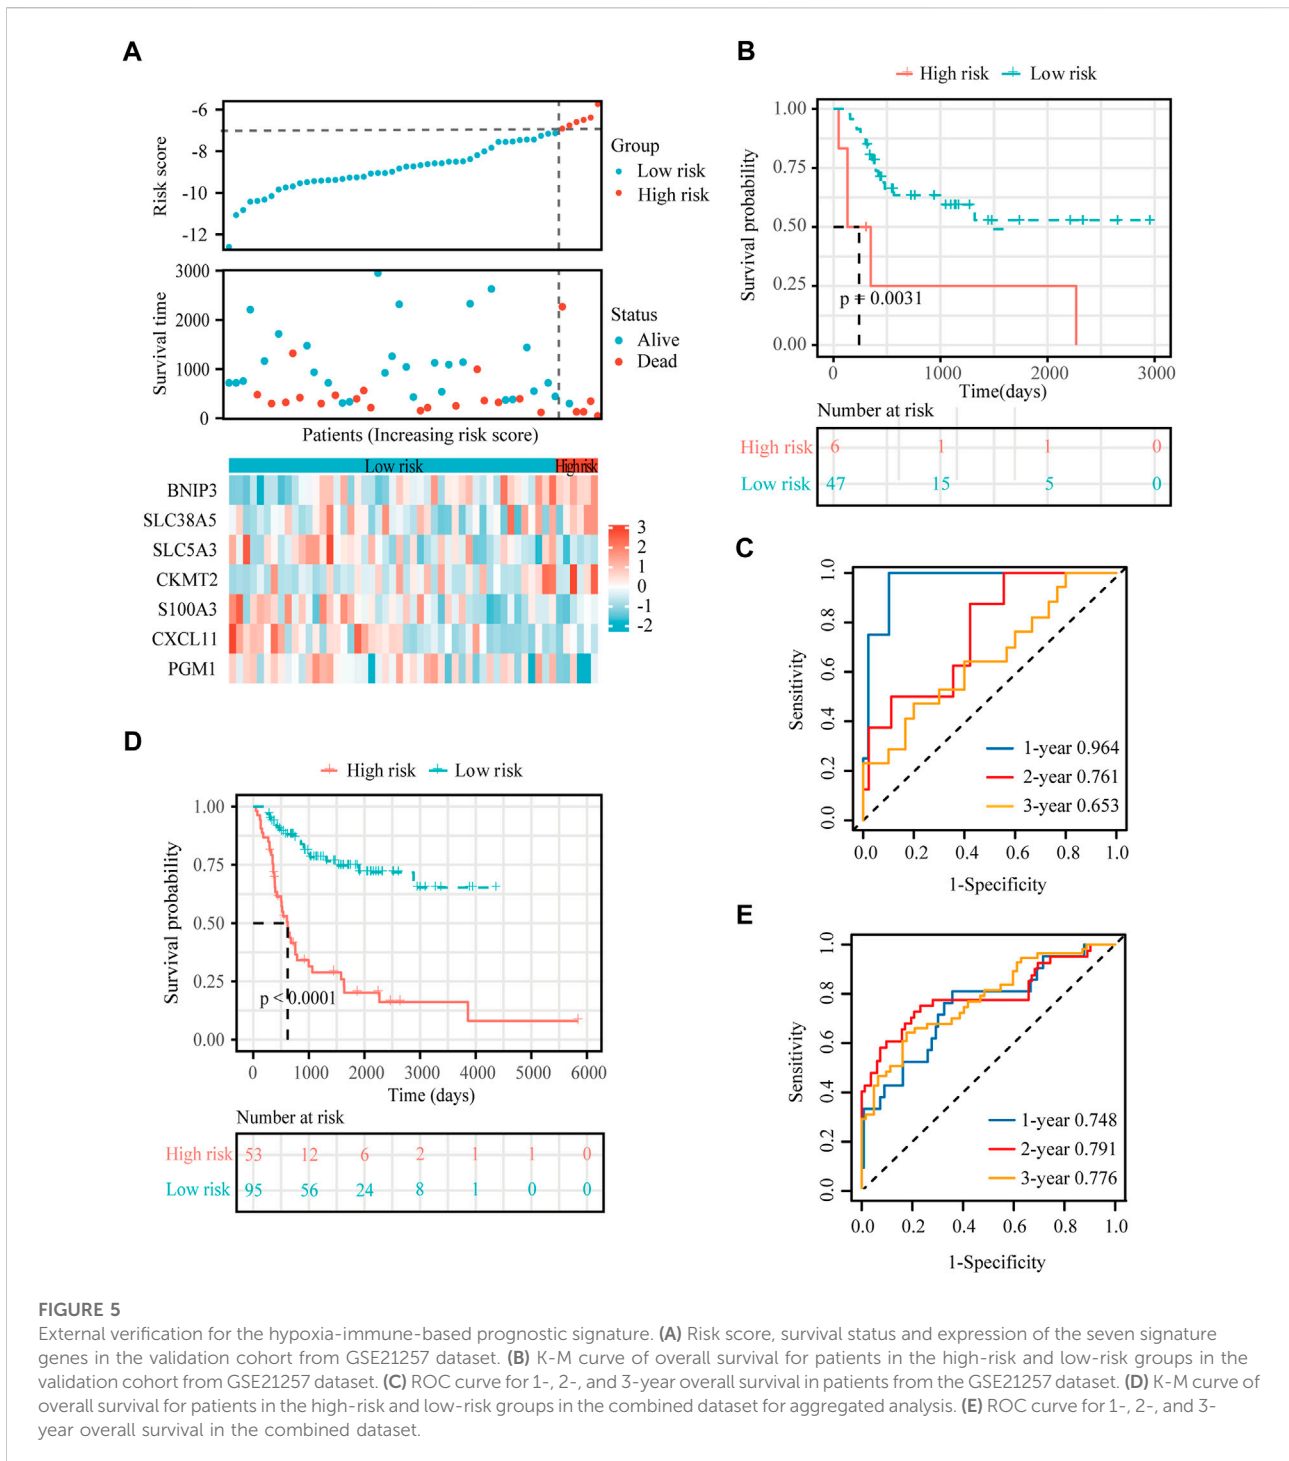 A
-6
-8
-10
-12
Risk score
Group
Low risk
High risk
3000
2000
1000
0
Survival time
Status
Alive
Dead
Patients (Increasing risk score)
Low risk
High risk
BNIP3
SLC38A5
SLC5A3
CKMT2
S100A3
CXCL11
PGM1
3
2
1
0
-1
-2
B
High risk
Low risk
1.00
0.75
0.50
0.25
0.00
Survival probability
p = 0.0031
0
1000
2000
3000
Time(days)
Number at risk
High risk 6 1 1 0
Low risk 47 15 5 0
C
1.0
0.8
0.6
0.4
0.2
0.0
Sensitivity
1-year 0.964
2-year 0.761
3-year 0.653
0.0 0.2 0.4 0.6 0.8 1.0
1-Specificity
D
High risk
Low risk
1.00
0.75
0.50
0.25
0.00
Survival probability
p < 0.0001
0 1000 2000 3000 4000 5000 6000
Time (days)
Number at risk
High risk 53 12 6 2 1 1 0
Low risk 95 56 24 8 1 0 0
E
1.0
0.8
0.6
0.4
0.2
0.0
Sensitivity
1-year 0.748
2-year 0.791
3-year 0.776
0.0 0.2 0.4 0.6 0.8 1.0
1-Specificity
FIGURE 5
External verification for the hypoxia-immune-based prognostic signature. (A) Risk score, survival status and expression of the seven signature
genes in the validation cohort from GSE21257 dataset. (B) K-M curve of overall survival for patients in the high-risk and low-risk groups in the
validation cohort from GSE21257 dataset. (C) ROC curve for 1-, 2-, and 3-year overall survival in patients from the GSE21257 dataset. (D) K-M curve of
overall survival for patients in the high-risk and low-risk groups in the combined dataset for aggregated analysis. (E) ROC curve for 1-, 2-, and 3-
year overall survival in the combined dataset.